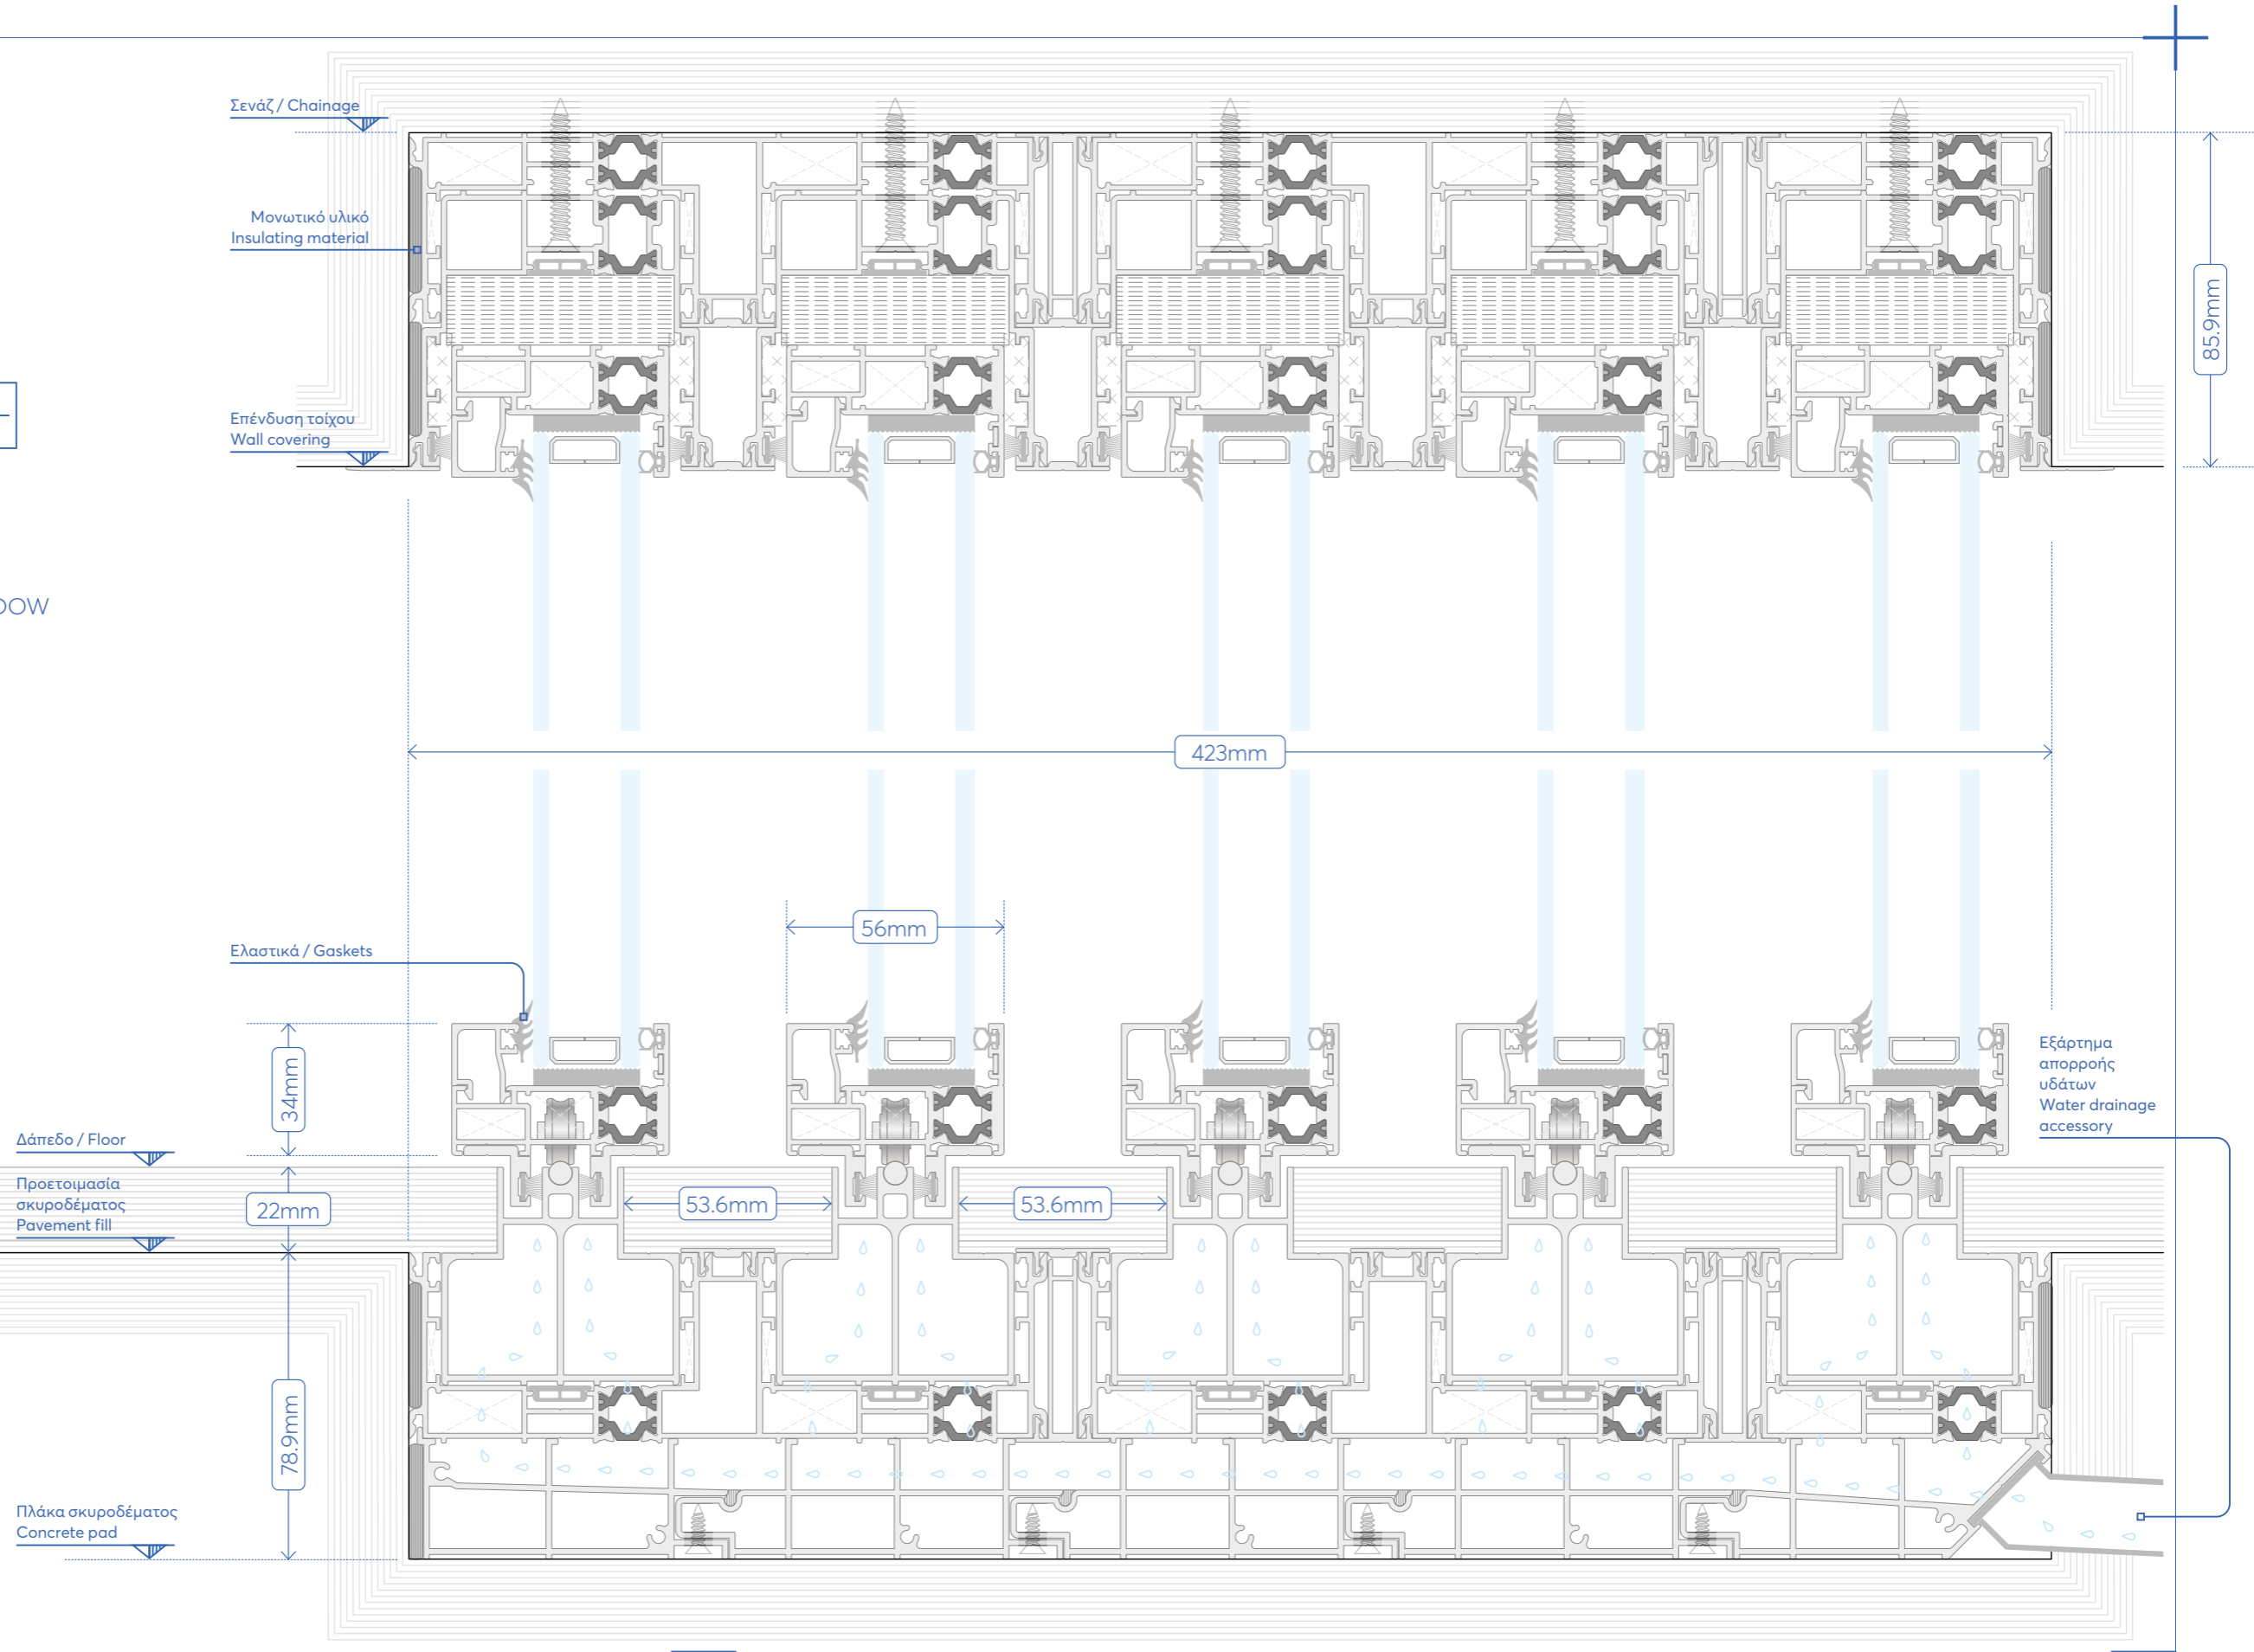 Σενάζ / Chainage
Μονωτικό υλικό
Insulating material
85.9mm
Επένδυση τοίχου
Wall covering
423mm
56mm
Ελαστικά / Gaskets
34mm
Εξάρτημα
απορροής
υδάτων
Water drainage
accessory
Δάπεδο / Floor
Προετοιμασία
σκυροδέματος
Pavement fill
22mm
53.6mm
53.6mm
78.9mm
Πλάκα σκυροδέματος
Concrete pad